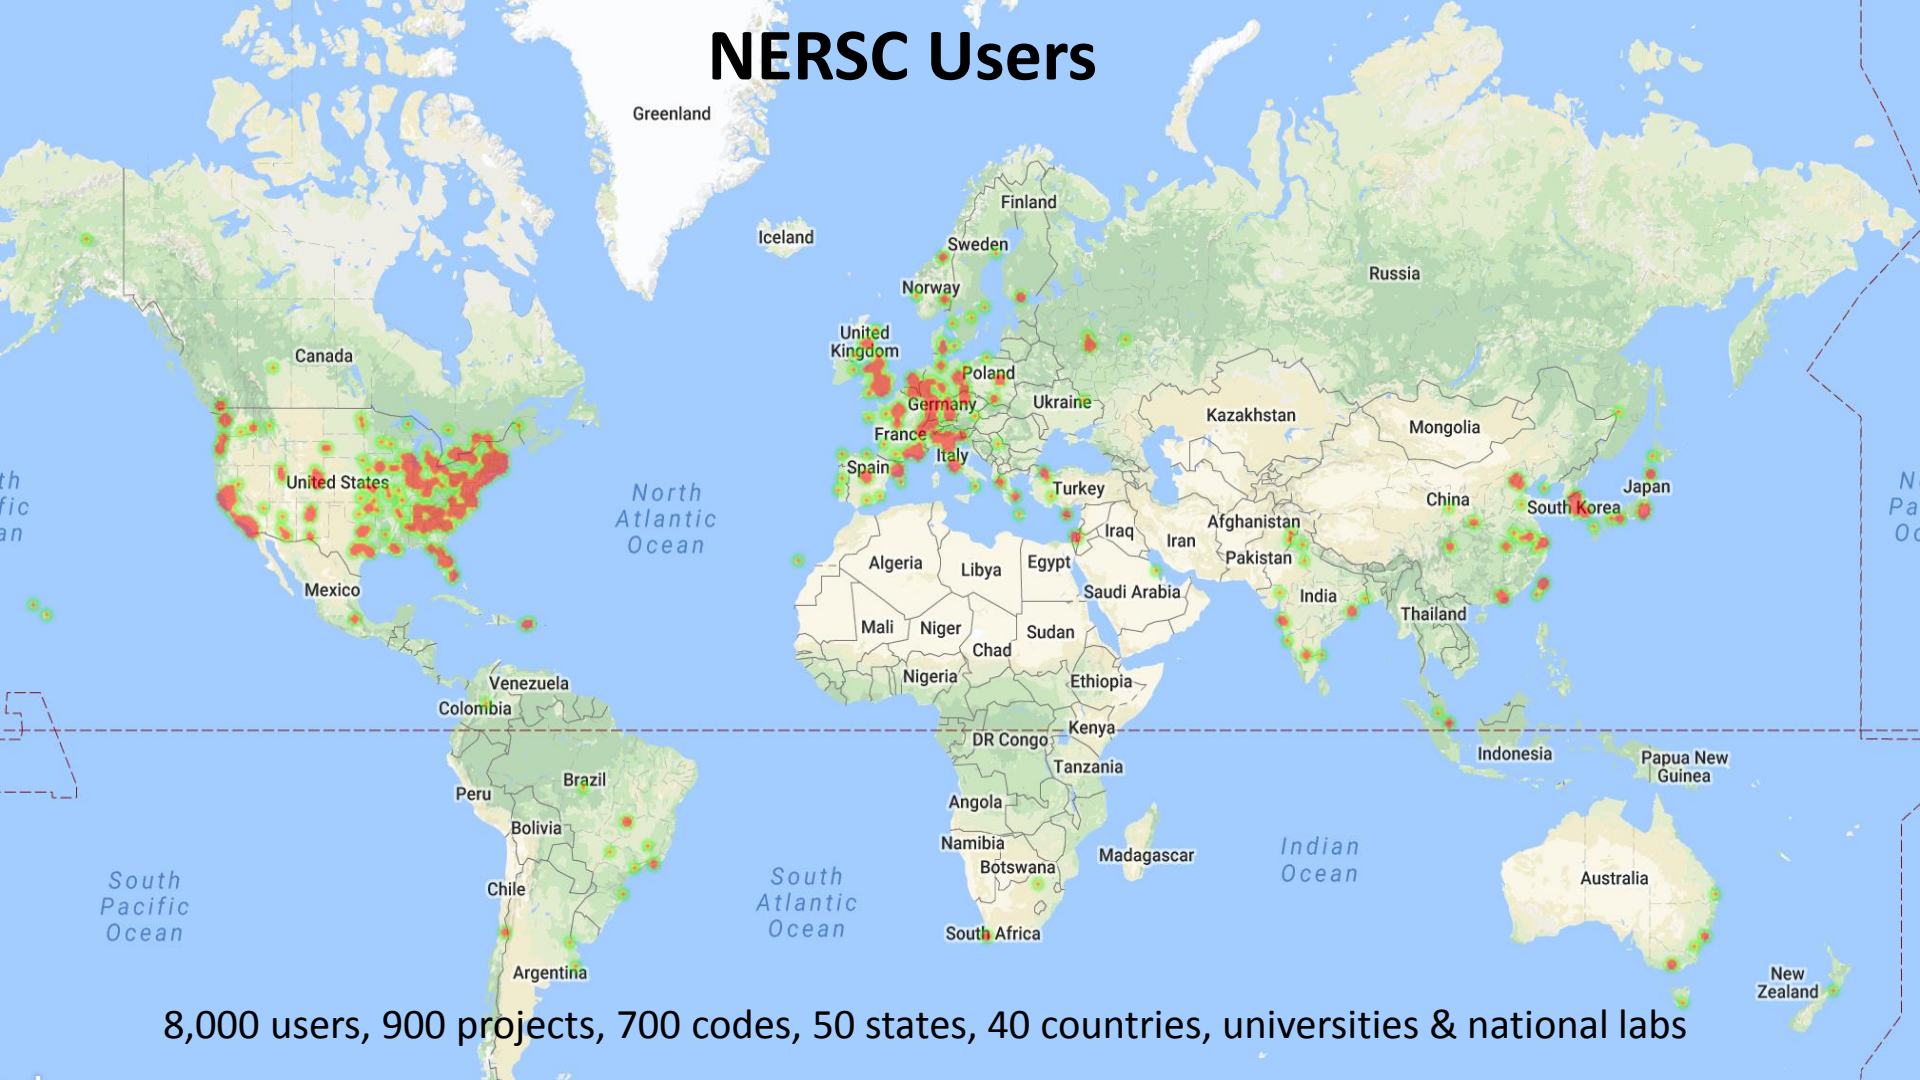 NERSC Users
Greenland
Finland
Iceland
Sweden
Russia
Norway
United
Kingdom
Canada
Poland
Germany
Ukraine
Kazakhstan
Mongolia
France
Italy
Spain
United States
Turkey
Japan
China
South Korea
North
Atlantic
Ocean
Afghanistan
Iraq
Iran
Pakistan
Algeria
Libya
Egypt
Saudi Arabia
India
Thailand
Mexico
Mali
Niger
Chad
Sudan
Nigeria
Ethiopia
Venezuela
Colombia
Kenya
DR Congo
Tanzania
Indonesia
Papua New
Guinea
Brazil
Peru
Angola
Bolivia
Namibia
Botswana
Madagascar
Indian
Ocean
Australia
Chile
South
Pacific
Ocean
South
Atlantic
Ocean
South Africa
Argentina
New
Zealand
8,000 users, 900 projects, 700 codes, 50 states, 40 countries, universities & national labs